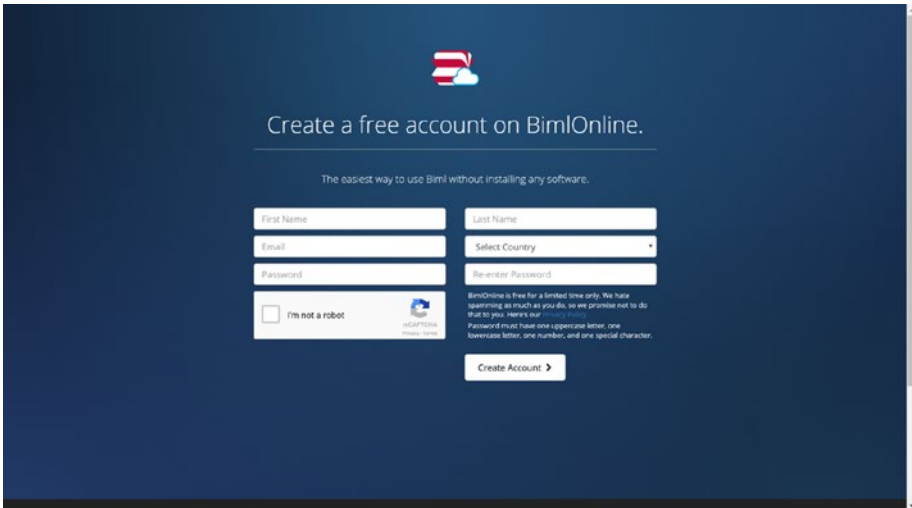 Create a free account on BimlOnline.
The easiest way to use Biml without installing any software.
First Name
Last Name
Email
Select Country
Password
Re-enter Password
I'm not a robot
reCAPTCHA
Privacy - Terms
BimlOnline is free for a limited time only. We hate
spamming as much as you do, so we promise not to do
that to you. Here's our Privacy Policy
Password must have one uppercase letter, one
lowercase letter, one number, and one special character.
Create Account